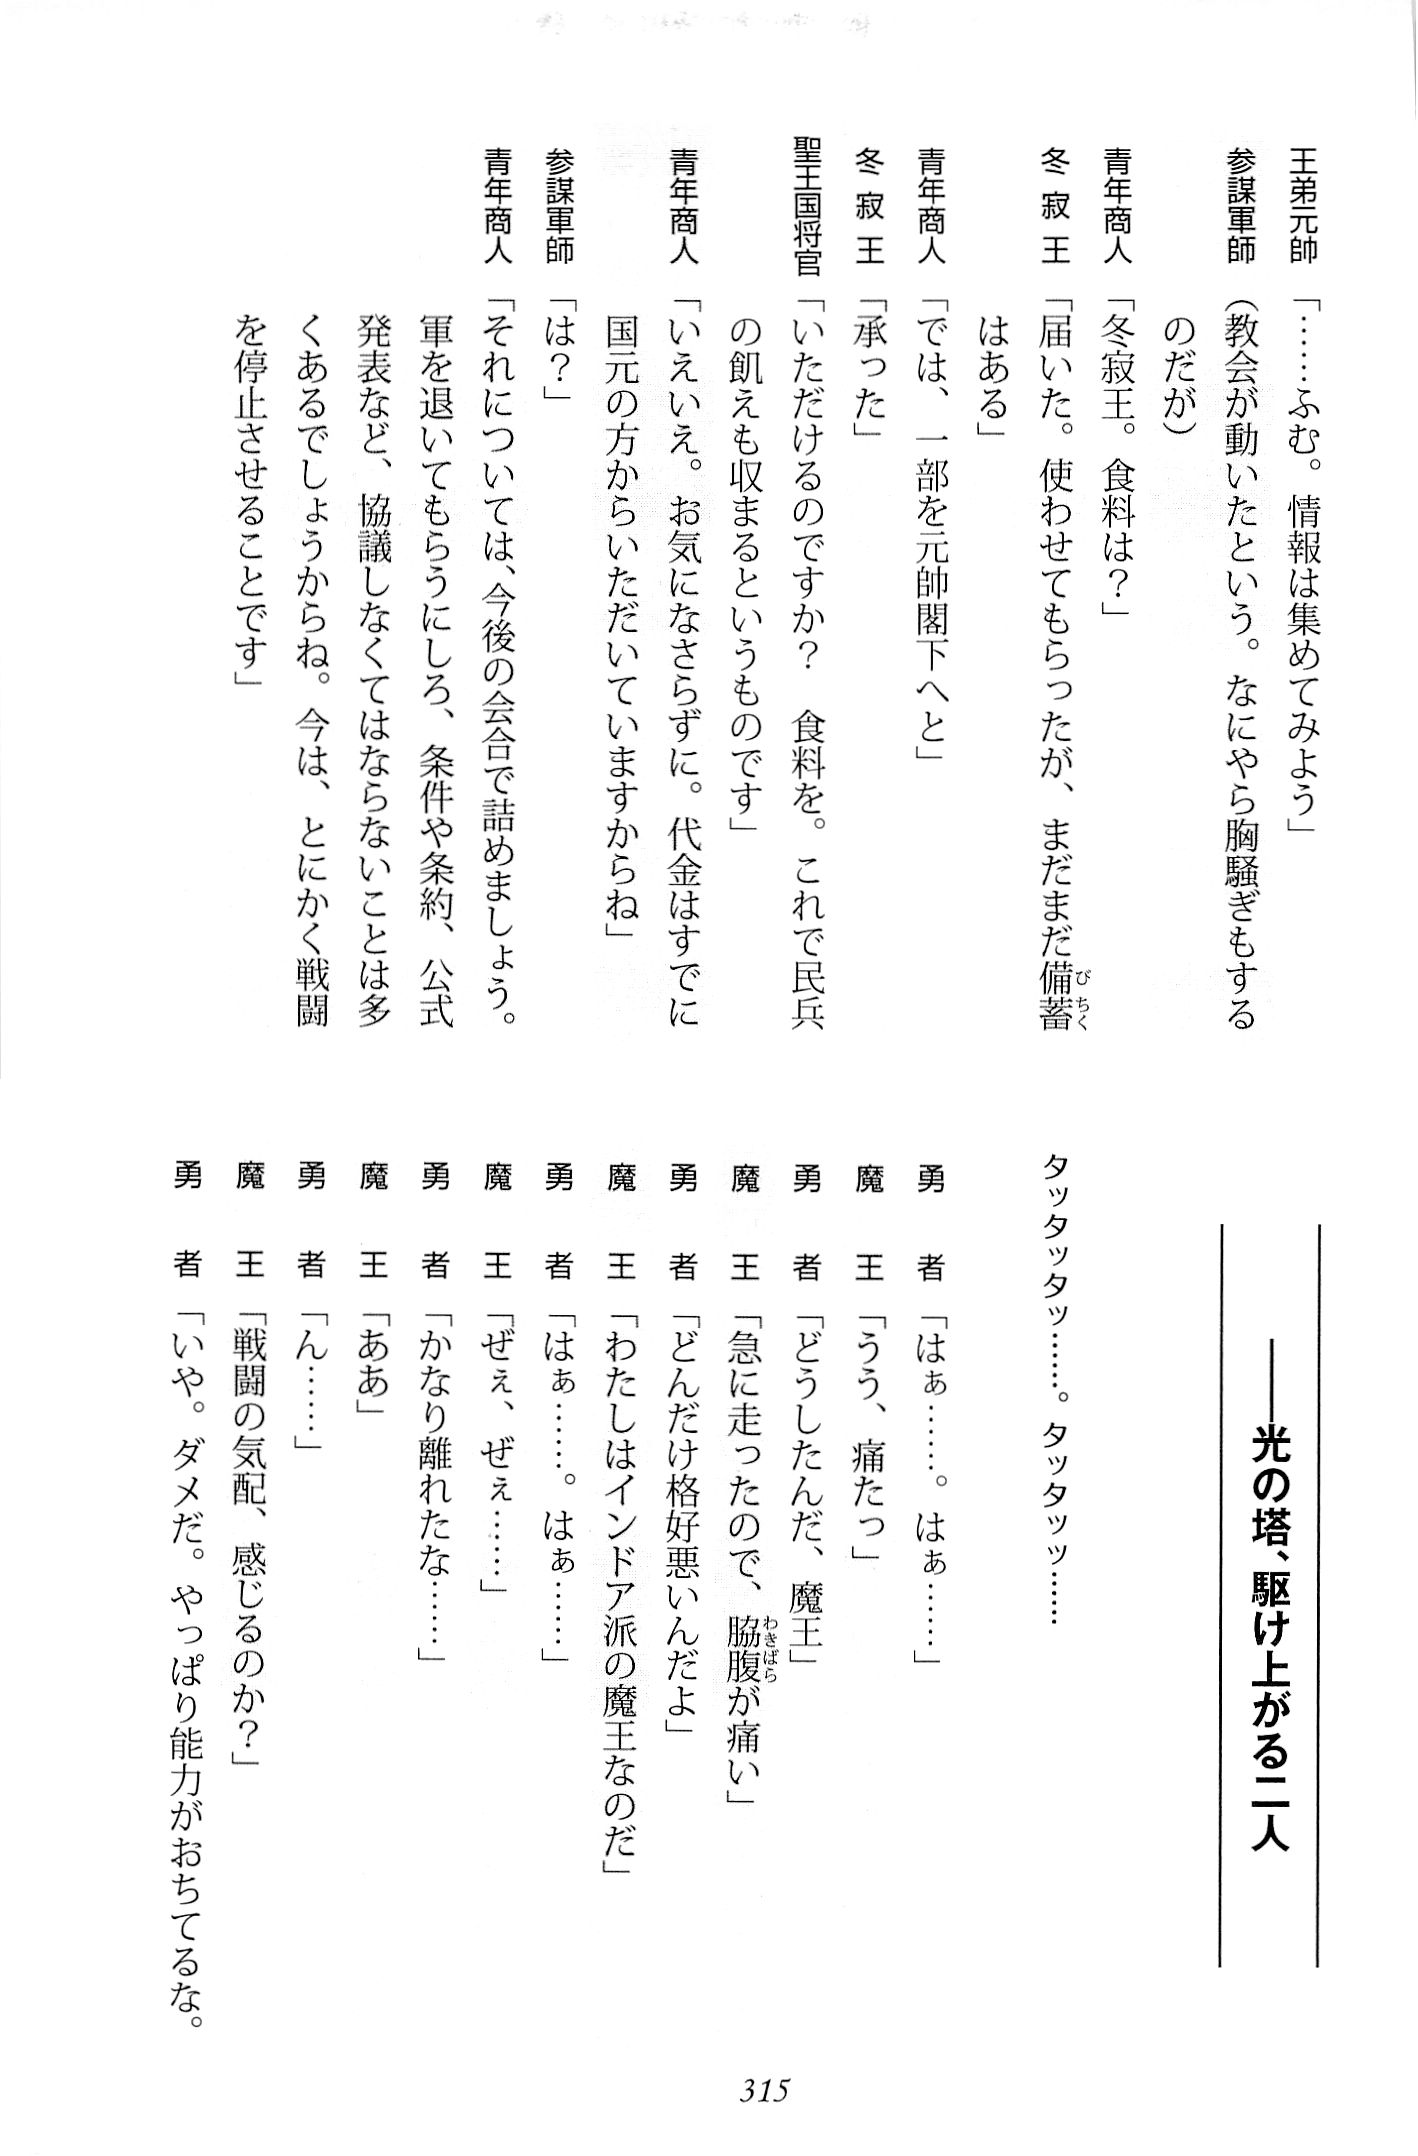 王弟元帥「……ふむ。情報は集めてみよう」
参謀軍師（教会が動いたという。なにやら胸騒ぎもする
のだが）
青年商人「冬寂王。食料は？」
冬寂王「届いた。使わせてもらったが、まだまだ備蓄
はある」
青年商人「では、一部を元帥閣下へと」
冬寂王「承った」
聖王国将官「いただけるのですか？　食料を。これで民兵
の飢えも収まるというものです」
青年商人「いえいえ。お気になさらずに。代金はすでに
国元の方からいただいていますからね」
参謀軍師「は？」
青年商人「それについては、今後の会合で詰めましょう。
軍を退いてもらうにしろ、条件や条約、公式
発表など、協議しなくてはならないことは多
くあるでしょうからね。今は、とにかく戦闘
を停止させることです」
――光の塔、駆け上がる二人
タッタッタッ……。タッタッッ……
勇者「はぁ……。はぁ……」
魔王「うう、痛たっ」
勇者「どうしたんだ、魔王」
魔王「急に走ったので、脇腹が痛い」
勇者「どんだけ格好悪いんだよ」
魔王「わたしはインドア派の魔王なのだ」
勇者「はぁ……。はぁ……」
魔王「ぜぇ、ぜぇ……」
勇者「かなり離れたな……」
魔王「ああ」
勇者「ん……」
魔王「戦闘の気配、感じるのか？」
勇者「いや。ダメだ。やっぱり能力がおちてるな。
315